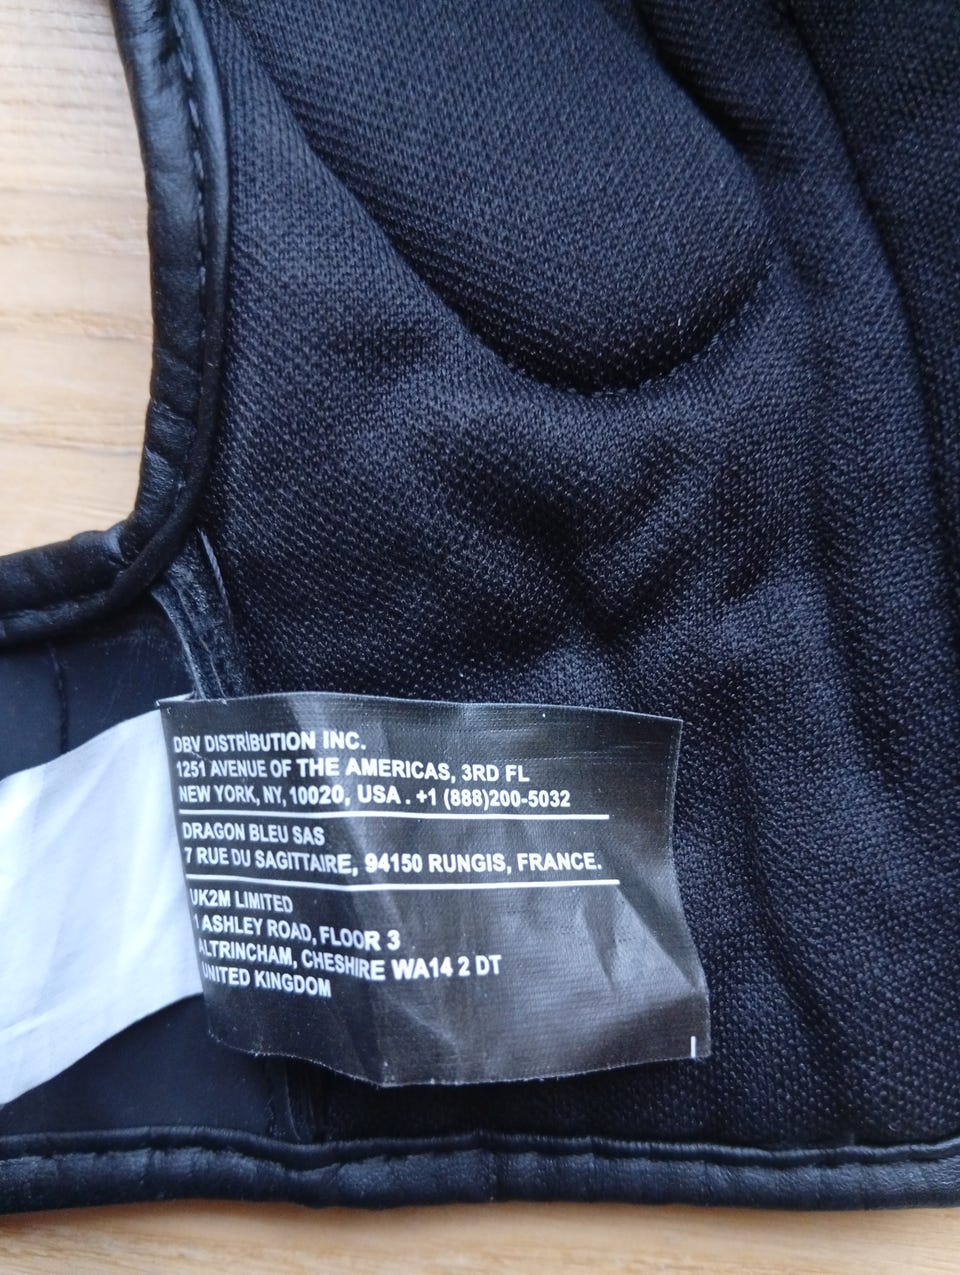 DBV DISTRIBUTION INC.
1251 AVENUE OF THE AMERICAS, 3RD FL
NEW YORK, NY, 10020, USA . +1 (888)200-5032
DRAGON BLEU SAS
7 RUE DU SAGITTAIRE, 94150 RUNGIS, FRANCE.
UK2M LIMITED
1 ASHLEY ROAD, FLOOR 3
ALTRINCHAM, CHESHIRE WA14 2 DT
UNITED KINGDOM